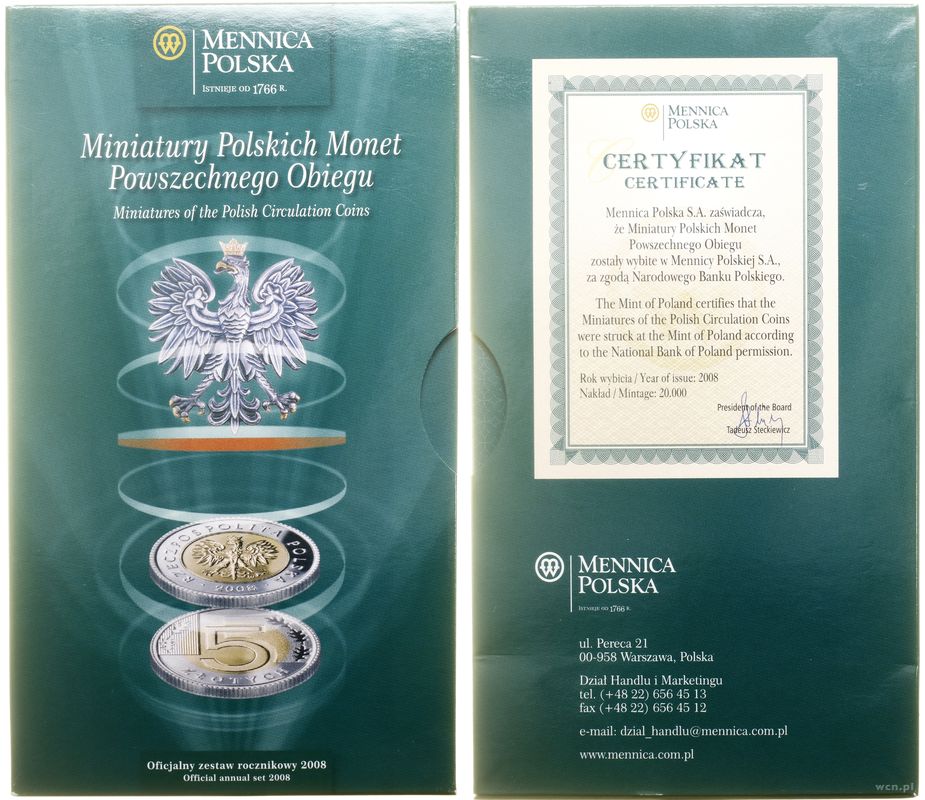 MENNICA
POLSKA
ISTNIEJE OD 1766 R.
Miniatury Polskich Monet
Powszechnego Obiegu
Miniatures of the Polish Circulation Coins
RZECZPOSPOLITA POLSKA
2008
5
ZŁOTYCH
Oficjalny zestaw rocznikowy 2008
Official annual set 2008
MENNICA
POLSKA
CERTYFIKAT
CERTIFICATE
Mennica Polska S.A. zaświadcza,
że Miniatury Polskich Monet
Powszechnego Obiegu
zostały wybite w Mennicy Polskiej S.A.,
za zgodą Narodowego Banku Polskiego.
The Mint of Poland certifies that the
Miniatures of the Polish Circulation Coins
were struck at the Mint of Poland according
to the National Bank of Poland permission.
Rok wybicia / Year of issue: 2008
Nakład / Mintage: 20.000
President of the Board
Tadeusz Steckiewicz
MENNICA
POLSKA
ISTNIEJE OD 1766 R.
ul. Pereca 21
00-958 Warszawa, Polska
Dział Handlu i Marketingu
tel. (+48 22) 656 45 13
fax (+48 22) 656 45 12
e-mail: dzial_handlu@mennica.com.pl
www.mennica.com.pl
wcn.pl